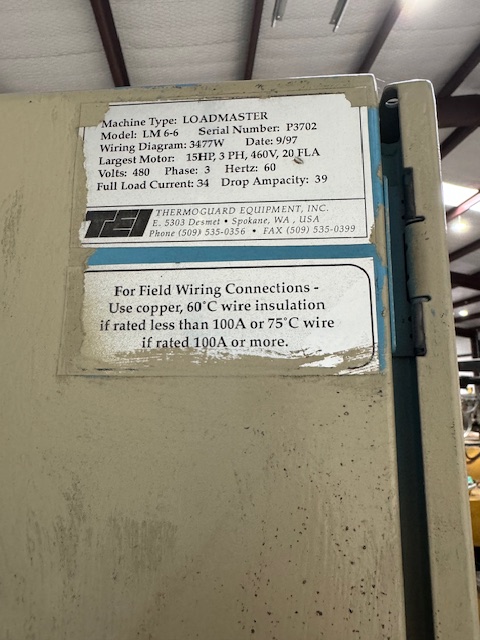 Machine Type: LOADMASTER
Model: LM 6-6 Serial Number: P3702
Wiring Diagram: 3477W Date: 9/97
Largest Motor: 15HP, 3 PH, 460V, 20 FLA
Volts: 480 Phase: 3 Hertz: 60
Full Load Current: 34 Drop Ampacity: 39
TEI
THERMOGUARD EQUIPMENT, INC.
E. 5303 Desmet • Spokane, WA , USA
Phone (509) 535-0356 • FAX (509) 535-0399
For Field Wiring Connections -
Use copper, 60°C wire insulation
if rated less than 100A or 75°C wire
if rated 100A or more.